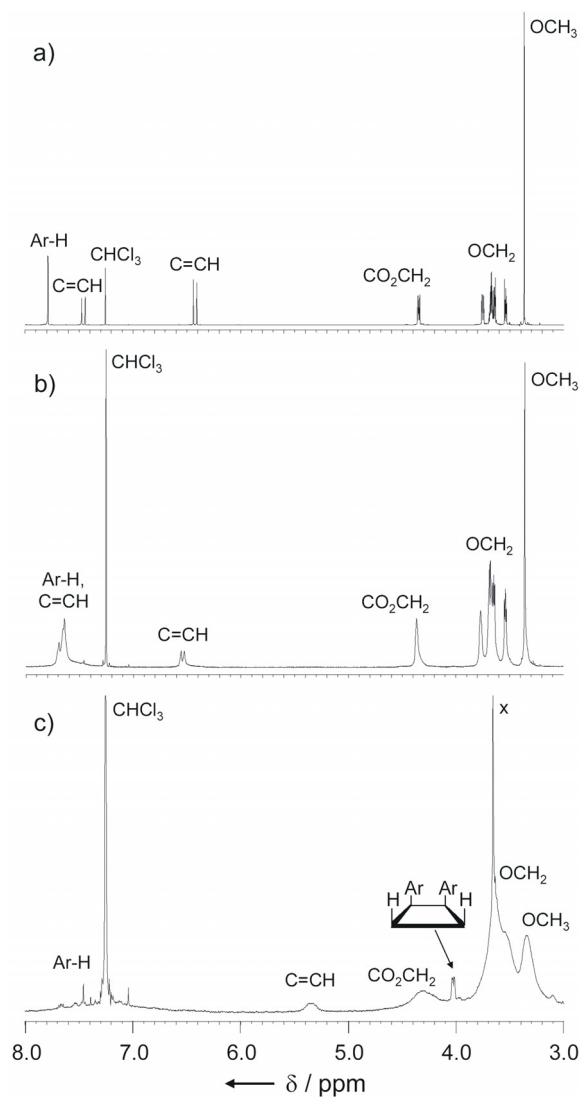 a)
OCH3
Ar-H
C=CH
CHCl3
C=CH
CO2CH2
OCH2
b)
CHCl3
OCH3
Ar-H,
C=CH
C=CH
CO2CH2
OCH2
c)
CHCl3
x
Ar
Ar
H
H
OCH2
OCH3
Ar-H
C=CH
CO2CH2
8.0 7.0 6.0 5.0 4.0 3.0
← δ / ppm